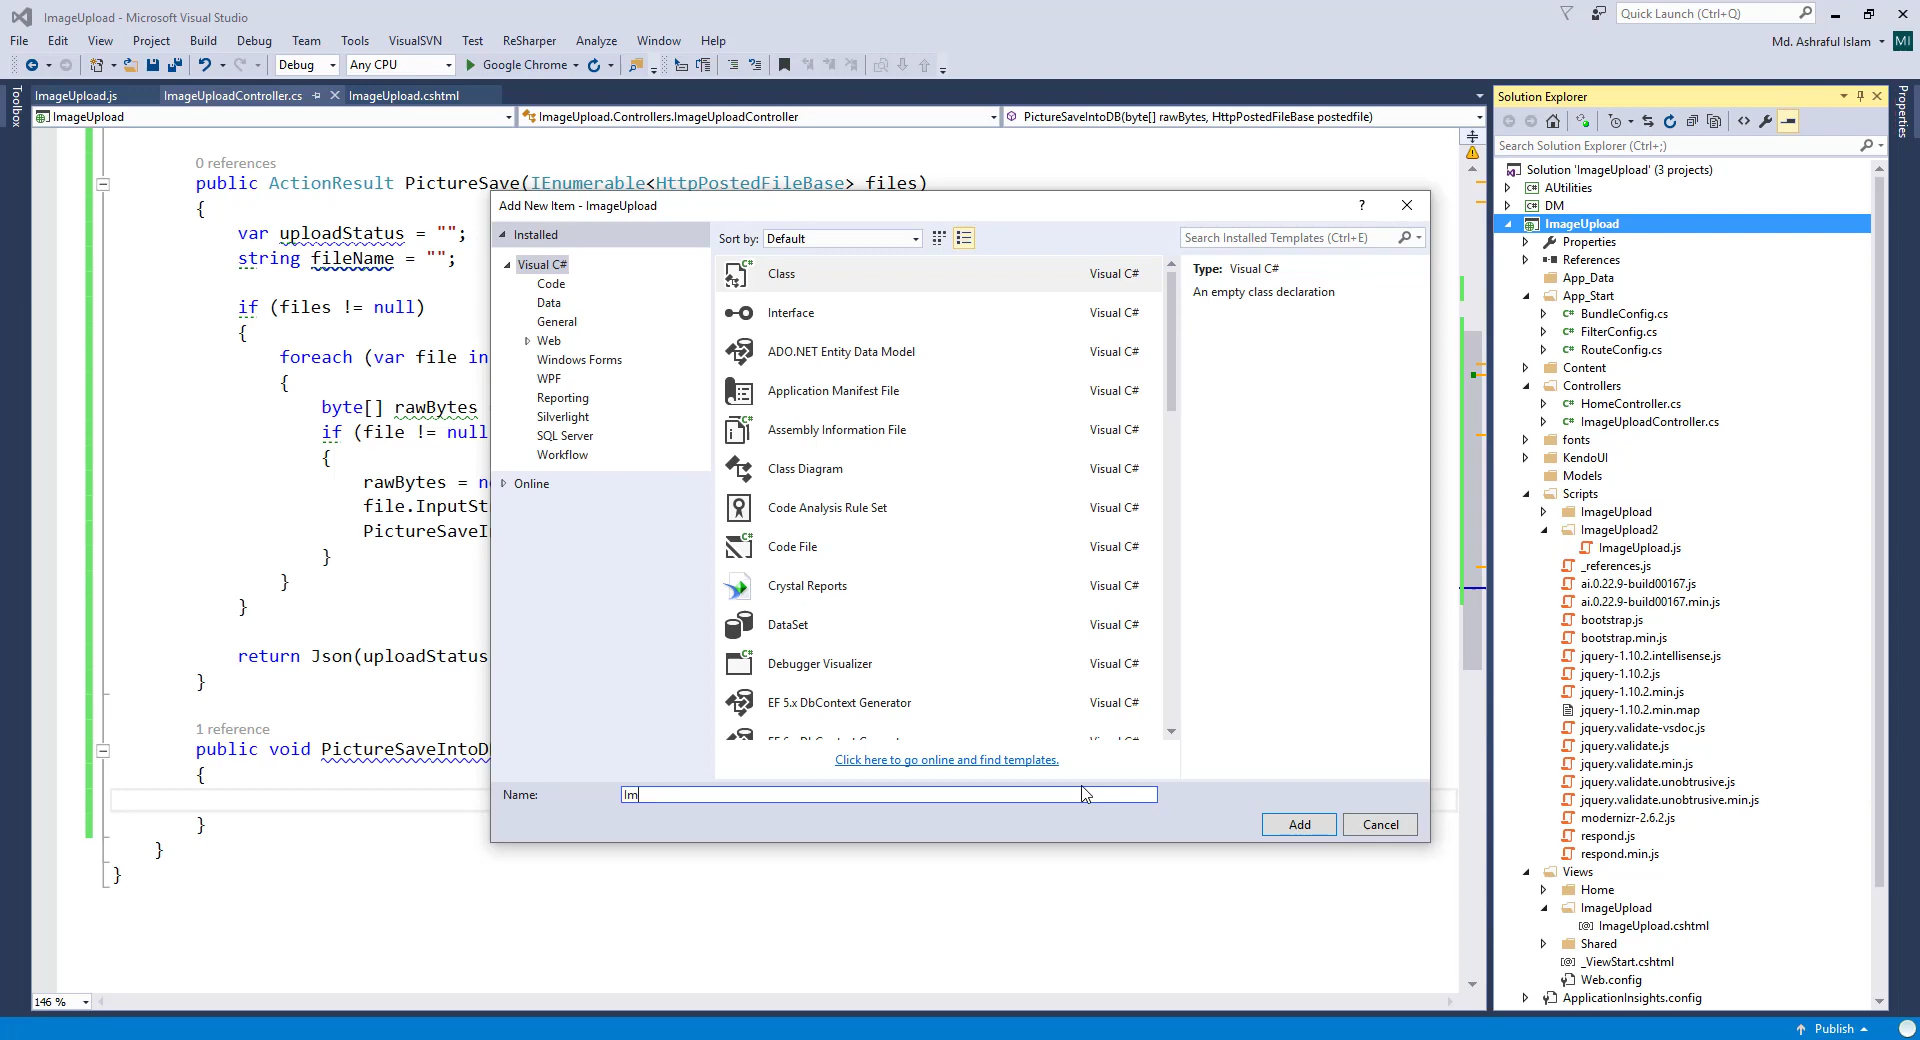 ImageUpload - Microsoft Visual Studio
Quick Launch (Ctrl+Q)
File Edit View Project Build Debug Team Tools VisualSVN Test ReSharper Analyze Window Help
Md. Ashraful Islam MI
Debug Any CPU Google Chrome
Toolbox
ImageUpload.js ImageUploadController.cs ImageUpload.cshtml
ImageUpload ImageUpload.Controllers.ImageUploadController PictureSaveIntoDB(byte[] rawBytes, HttpPostedFileBase postedfile)
0 references
public ActionResult PictureSave(IEnumerable<HttpPostedFileBase> files)
{
var uploadStatus = "";
string fileName = "";
if (files != null)
{
foreach (var file in
{
byte[] rawBytes
if (file != null
{
rawBytes = n
file.InputSt
PictureSaveI
}
}
}
return Json(uploadStatus
}
1 reference
public void PictureSaveIntoD
{
}
}
}
146 %
Add New Item - ImageUpload
?
Installed
Visual C#
Code
Data
General
Web
Windows Forms
WPF
Reporting
Silverlight
SQL Server
Workflow
Online
Sort by: Default
Class Visual C#
Interface Visual C#
ADO.NET Entity Data Model Visual C#
Application Manifest File Visual C#
Assembly Information File Visual C#
Class Diagram Visual C#
Code Analysis Rule Set Visual C#
Code File Visual C#
Crystal Reports Visual C#
DataSet Visual C#
Debugger Visualizer Visual C#
EF 5.x DbContext Generator Visual C#
Click here to go online and find templates.
Search Installed Templates (Ctrl+E)
Type: Visual C#
An empty class declaration
Name: Im
Add Cancel
Solution Explorer
Search Solution Explorer (Ctrl+;)
Solution 'ImageUpload' (3 projects)
AUtilities
DM
ImageUpload
Properties
References
App_Data
App_Start
BundleConfig.cs
FilterConfig.cs
RouteConfig.cs
Content
Controllers
HomeController.cs
ImageUploadController.cs
fonts
KendoUI
Models
Scripts
ImageUpload
ImageUpload2
ImageUpload.js
_references.js
ai.0.22.9-build00167.js
ai.0.22.9-build00167.min.js
bootstrap.js
bootstrap.min.js
jquery-1.10.2.intellisense.js
jquery-1.10.2.js
jquery-1.10.2.min.js
jquery-1.10.2.min.map
jquery.validate-vsdoc.js
jquery.validate.js
jquery.validate.min.js
jquery.validate.unobtrusive.js
jquery.validate.unobtrusive.min.js
modernizr-2.6.2.js
respond.js
respond.min.js
Views
Home
ImageUpload
ImageUpload.cshtml
Shared
_ViewStart.cshtml
Web.config
ApplicationInsights.config
Properties
Publish